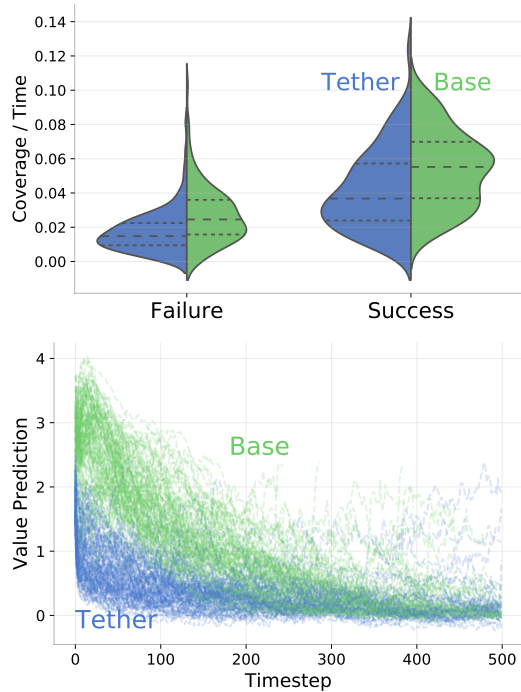 0.14
0.12
0.10
0.08
0.06
0.04
0.02
0.00
Coverage / Time
Tether
Base
Failure
Success
4
3
2
1
0
Value Prediction
Base
Tether
0
100
200
300
400
500
Timestep